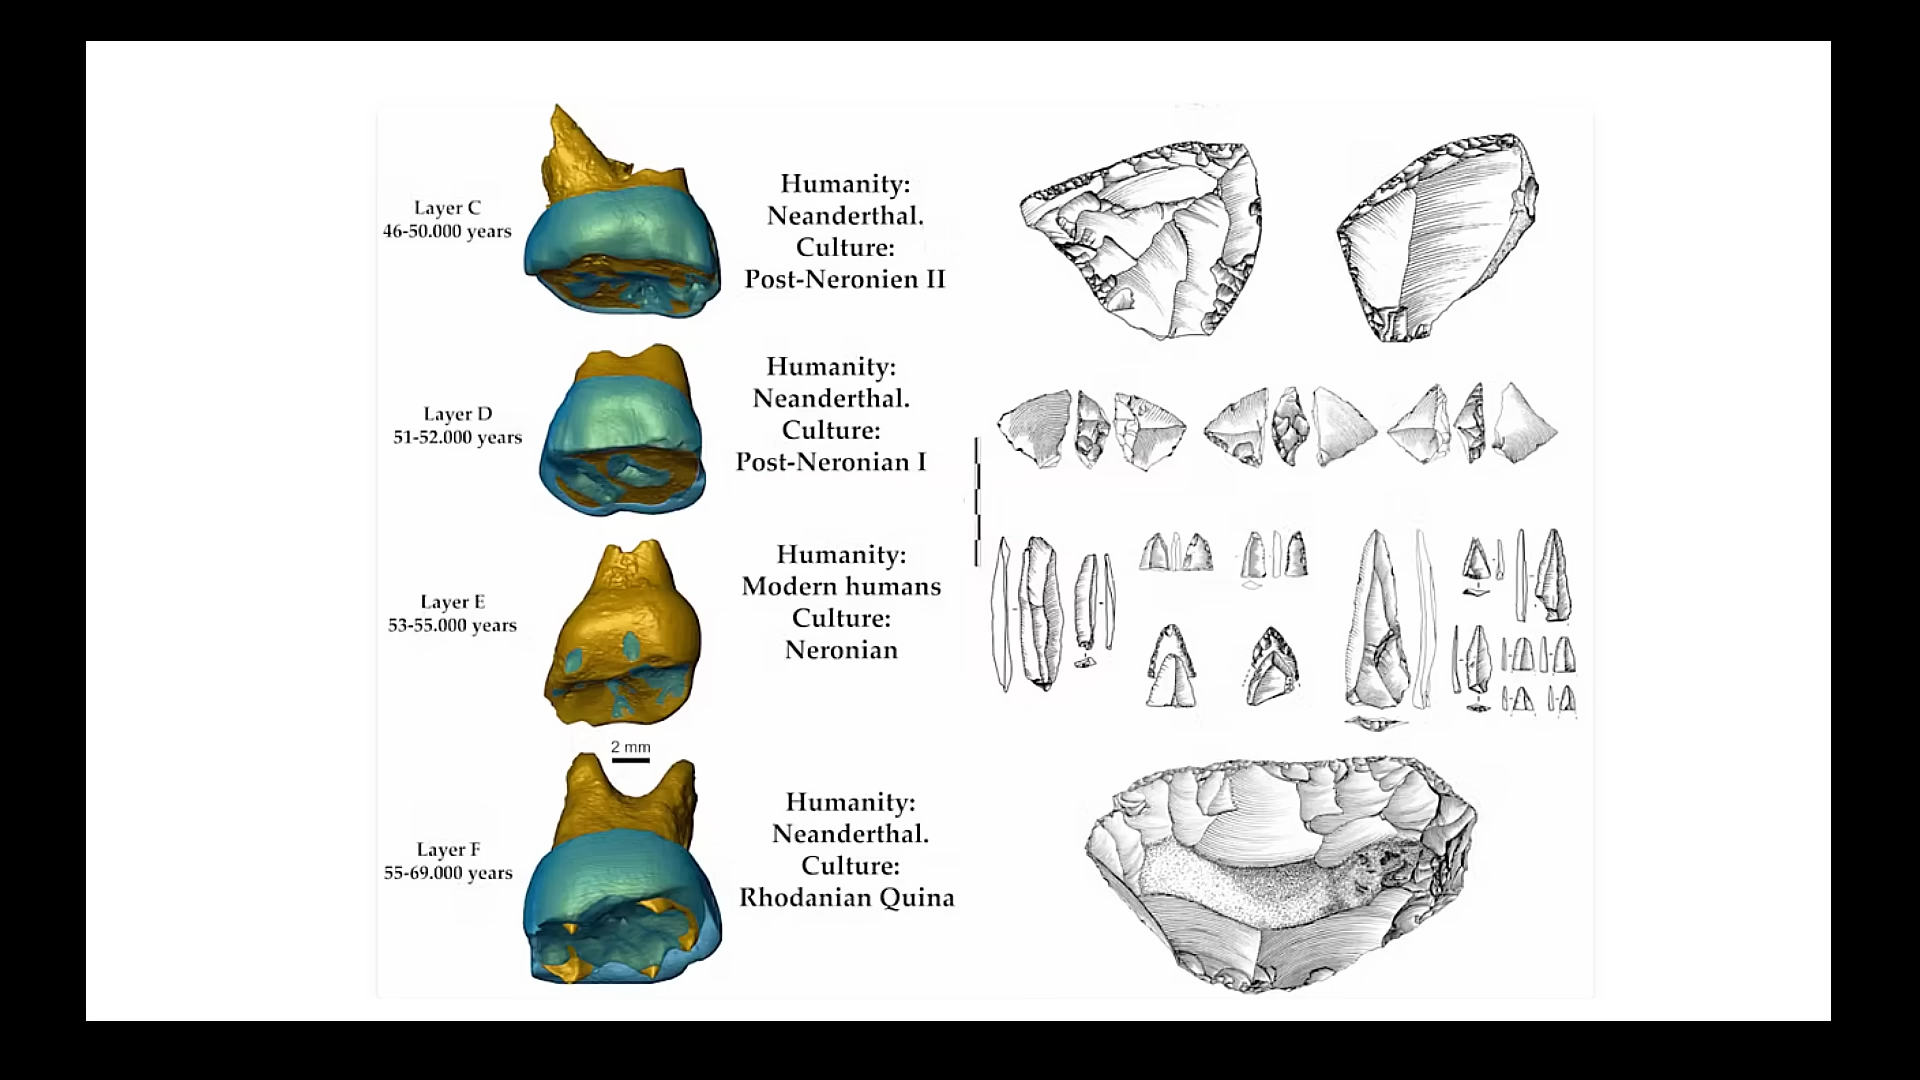 Layer C
46-50.000 years
Humanity:
Neanderthal.
Culture:
Post-Neronien II
Layer D
51-52.000 years
Humanity:
Neanderthal.
Culture:
Post-Neronian I
Layer E
53-55.000 years
Humanity:
Modern humans
Culture:
Neronian
2 mm
Layer F
55-69.000 years
Humanity:
Neanderthal.
Culture:
Rhodanian Quina